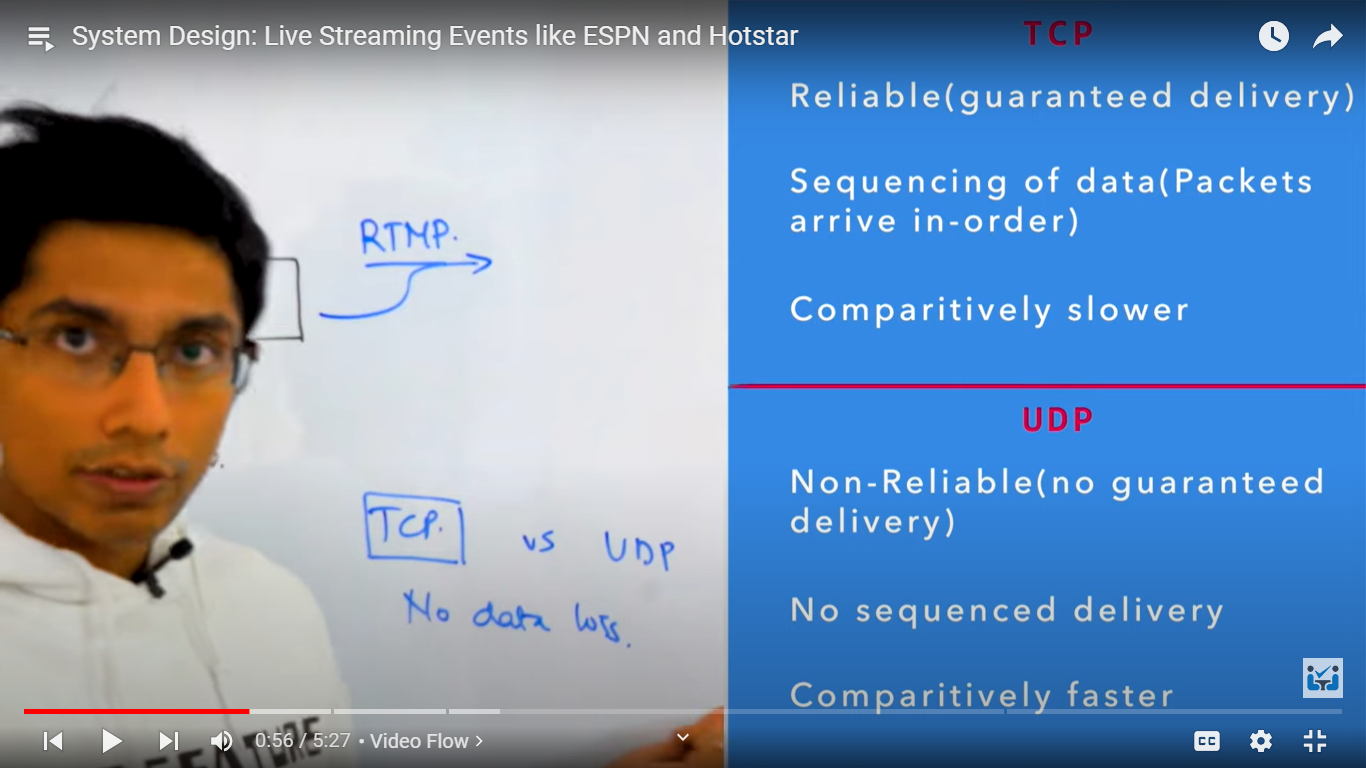 System Design: Live Streaming Events like ESPN and Hotstar
TCP
Reliable(guaranteed delivery)
Sequencing of data(Packets
arrive in-order)
Comparitively slower
UDP
Non-Reliable(no guaranteed
delivery)
No sequenced delivery
Comparitively faster
RTMP.
TCP. vs UDP
No data loss.
0:56 / 5:27 • Video Flow >
CC